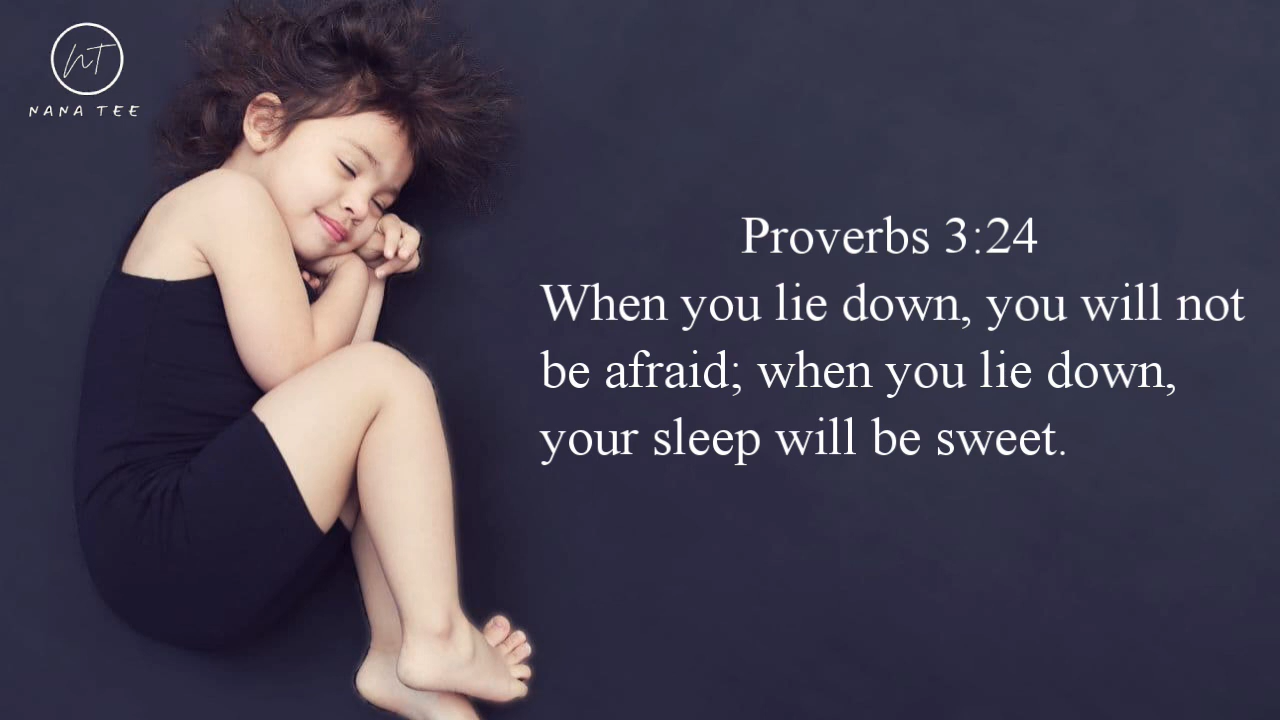 NT
NANA TEE
Proverbs 3:24
When you lie down, you will not
be afraid; when you lie down,
your sleep will be sweet.